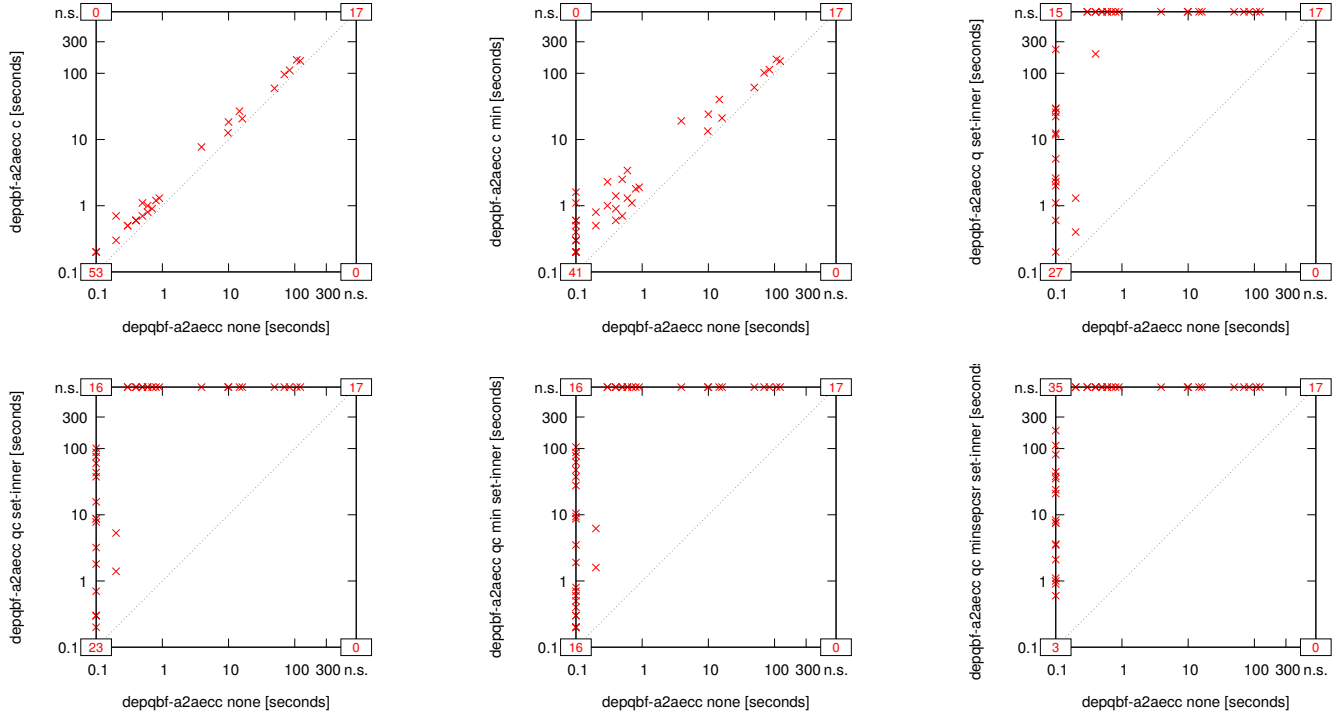 n.s. 0 17
300
100
10
1
0.1 53 0
0.1 1 10 100 300 n.s.
depqbf-a2aecc c [seconds]
depqbf-a2aecc none [seconds]
n.s. 0 17
300
100
10
1
0.1 41 0
0.1 1 10 100 300 n.s.
depqbf-a2aecc c min [seconds]
depqbf-a2aecc none [seconds]
n.s. 15 17
300
100
10
1
0.1 27 0
0.1 1 10 100 300 n.s.
depqbf-a2aecc q set-inner [seconds]
depqbf-a2aecc none [seconds]
n.s. 16 17
300
100
10
1
0.1 23 0
0.1 1 10 100 300 n.s.
depqbf-a2aecc qc set-inner [seconds]
depqbf-a2aecc none [seconds]
n.s. 16 17
300
100
10
1
0.1 16 0
0.1 1 10 100 300 n.s.
depqbf-a2aecc qc min set-inner [seconds]
depqbf-a2aecc none [seconds]
n.s. 35 17
300
100
10
1
0.1 3 0
0.1 1 10 100 300 n.s.
depqbf-a2aecc qc minsepcsr set-inner [second
depqbf-a2aecc none [seconds]